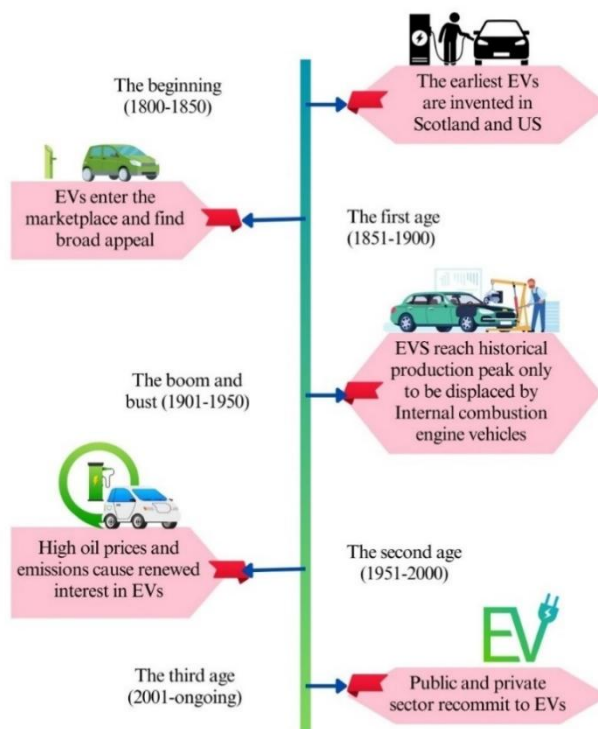 The beginning
(1800-1850)
The earliest EVs
are invented in
Scotland and US
EVs enter the
marketplace and find
broad appeal
The first age
(1851-1900)
The boom and
bust (1901-1950)
EVS reach historical
production peak only
to be displaced by
Internal combustion
engine vehicles
High oil prices and
emissions cause renewed
interest in EVs
The second age
(1951-2000)
EV
The third age
(2001-ongoing)
Public and private
sector recommit to EVs